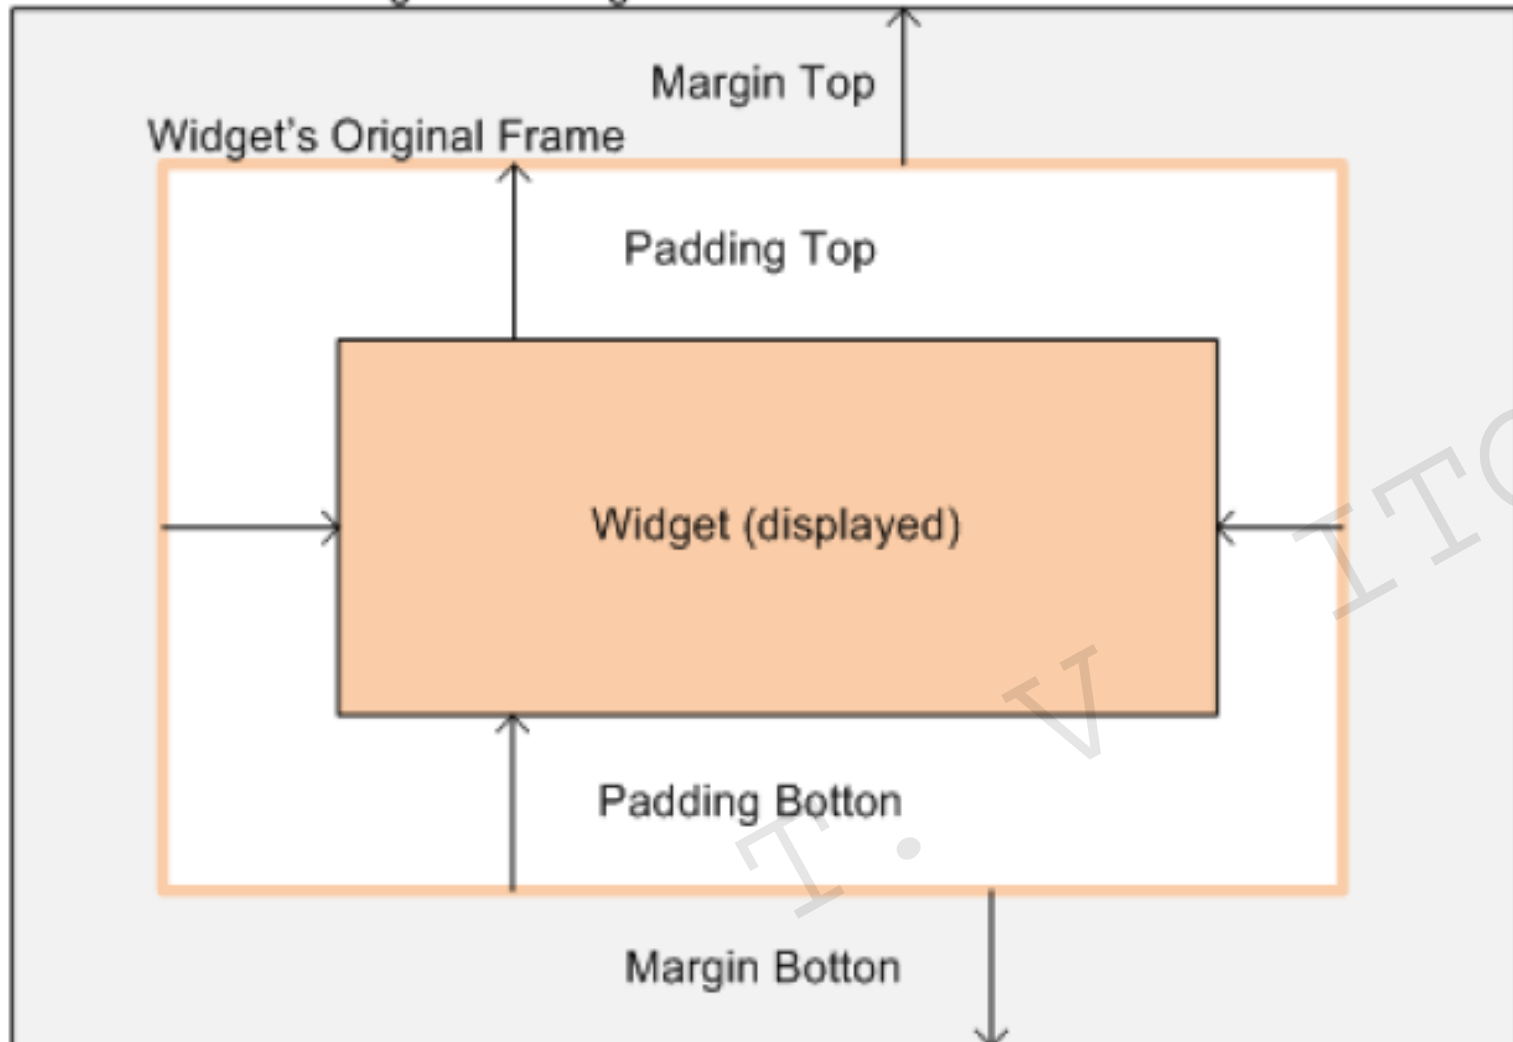 Margin Top
Widget's Original Frame
Padding Top
Widget (displayed)
Padding Botton
Margin Botton
T. V